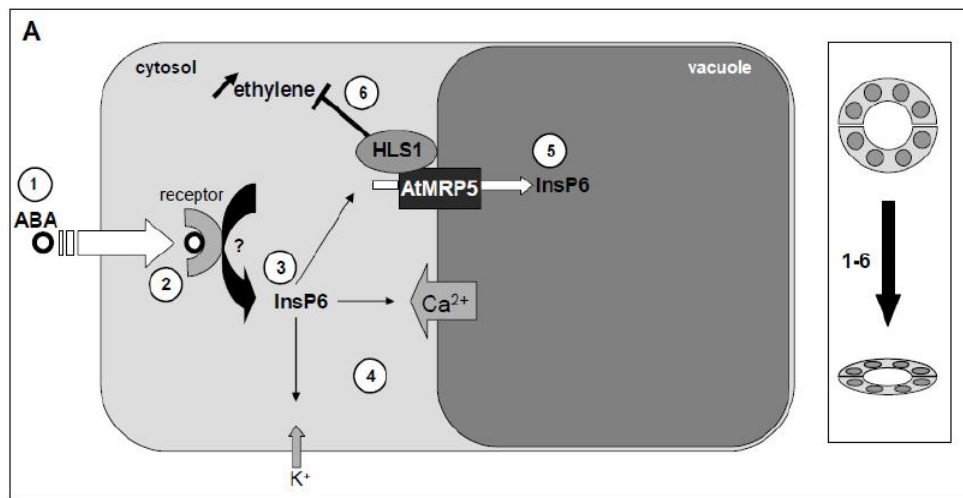 A
cytosol
vacuole
ethylene
6
HLS1
5
1
ABA
receptor
AtMRP5
InsP6
?
2
3
InsP6
Ca²⁺
4
K⁺
1-6